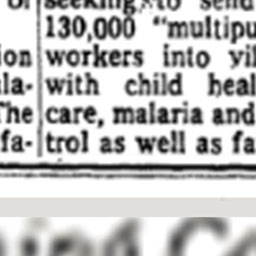 of
ion
la-
The
fa-
seeking to send
130,000 "multipu
workers into vil
with child heal
care, malaria and
trol as well as fa